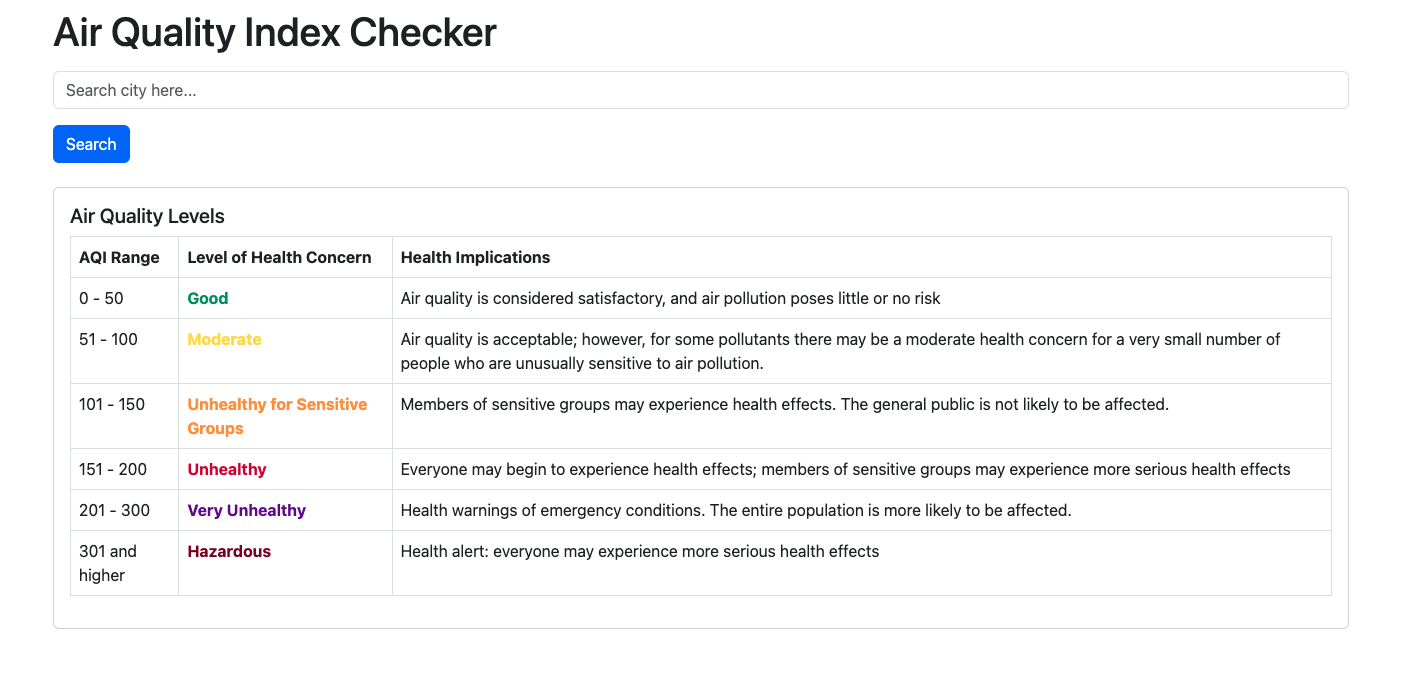 Air Quality Index Checker
Search city here...
Search
Air Quality Levels
AQI Range Level of Health Concern Health Implications
0 - 50 Good Air quality is considered satisfactory, and air pollution poses little or no risk
51 - 100 Moderate Air quality is acceptable; however, for some pollutants there may be a moderate health concern for a very small number of
people who are unusually sensitive to air pollution.
101 - 150 Unhealthy for Sensitive Members of sensitive groups may experience health effects. The general public is not likely to be affected.
Groups
151 - 200 Unhealthy Everyone may begin to experience health effects; members of sensitive groups may experience more serious health effects
201 - 300 Very Unhealthy Health warnings of emergency conditions. The entire population is more likely to be affected.
301 and Hazardous Health alert: everyone may experience more serious health effects
higher